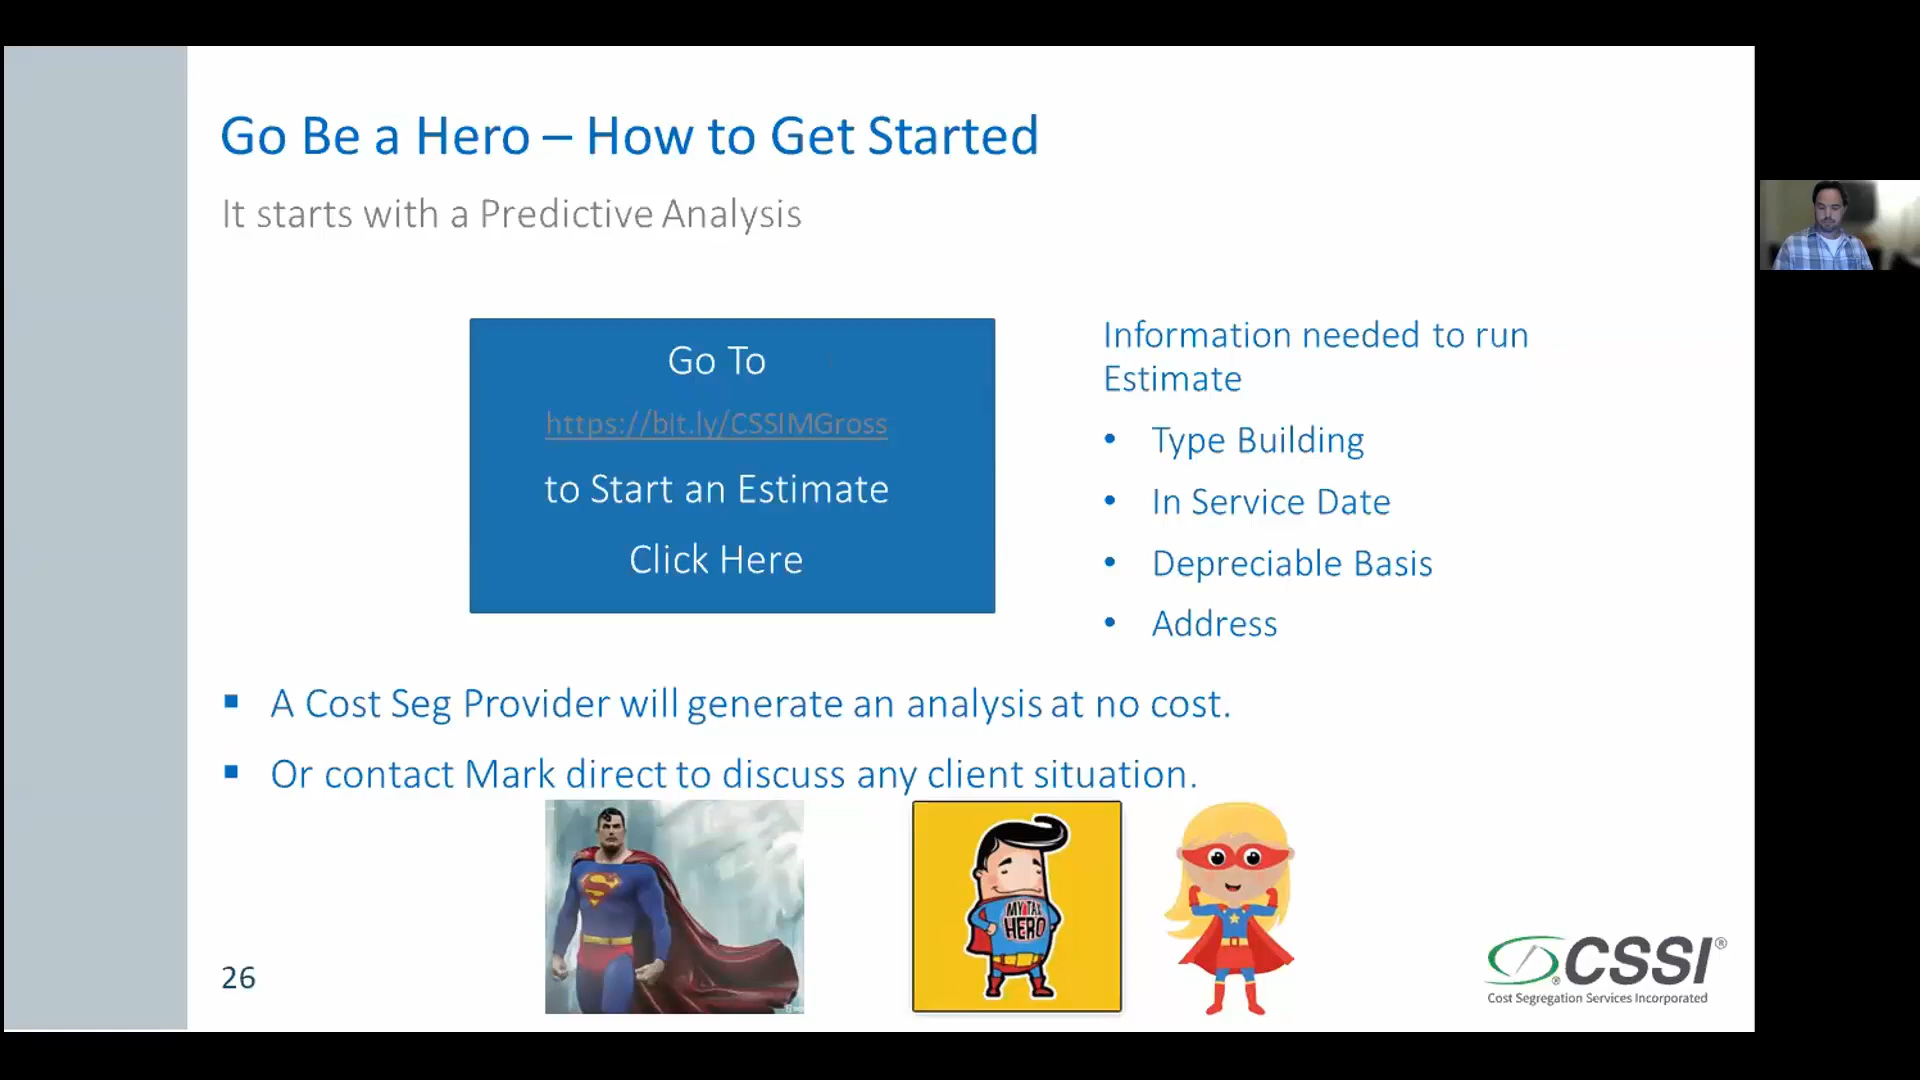 Go Be a Hero – How to Get Started
It starts with a Predictive Analysis
Go To
https://bit.ly/CSSIMGross
to Start an Estimate
Click Here
Information needed to run
Estimate
• Type Building
• In Service Date
• Depreciable Basis
• Address
▪ A Cost Seg Provider will generate an analysis at no cost.
▪ Or contact Mark direct to discuss any client situation.
MY TAX
HERO
26
CSSI®
Cost Segregation Services Incorporated